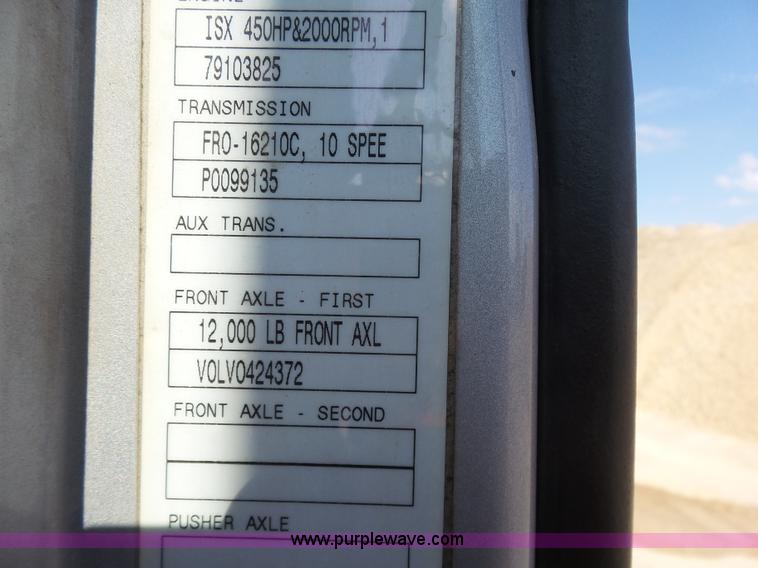 ENGINE
ISX 450HP&2000RPM,1
79103825
TRANSMISSION
FRO-16210C, 10 SPEE
P0099135
AUX TRANS.
FRONT AXLE - FIRST
12,000 LB FRONT AXL
VOLVO424372
FRONT AXLE - SECOND
PUSHER AXLE
www.purplewave.com